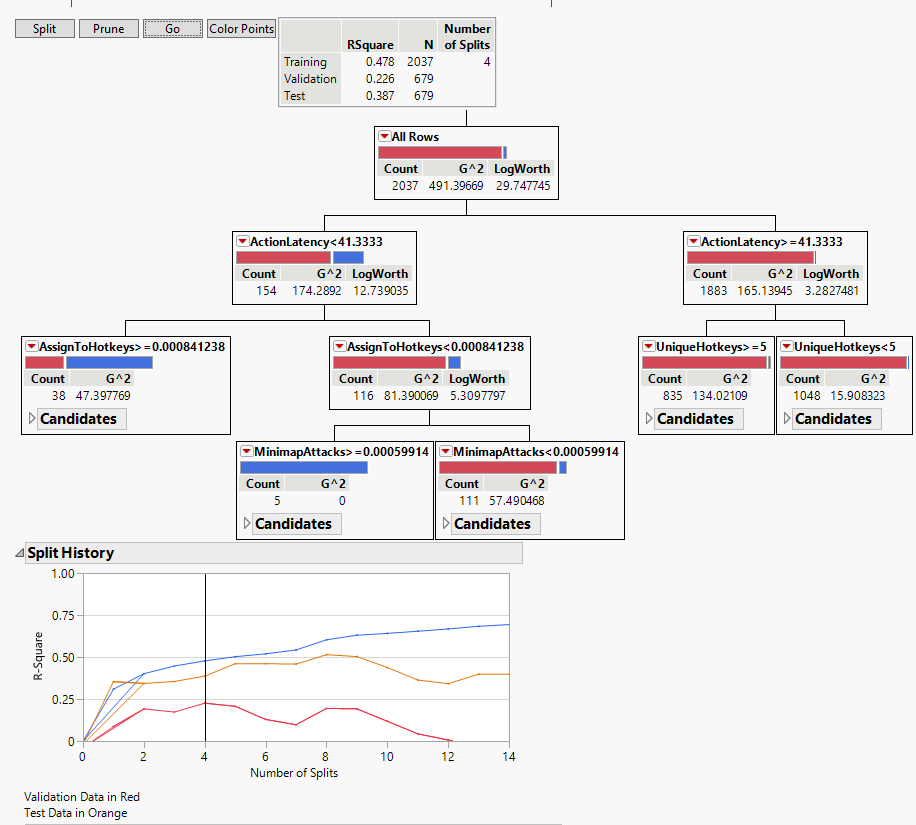 Split Prune Go Color Points
RSquare N Number of Splits
Training 0.478 2037 4
Validation 0.226 679
Test 0.387 679
All Rows
Count G^2 LogWorth
2037 491.39669 29.747745
ActionLatency<41.3333
Count G^2 LogWorth
154 174.2892 12.739035
ActionLatency>=41.3333
Count G^2 LogWorth
1883 165.13945 3.2827481
AssignToHotkeys>=0.000841238
Count G^2
38 47.397769
Candidates
AssignToHotkeys<0.000841238
Count G^2 LogWorth
116 81.390069 5.3097797
UniqueHotkeys>=5
Count G^2
835 134.02109
Candidates
UniqueHotkeys<5
Count G^2
1048 15.908323
Candidates
MinimapAttacks>=0.00059914
Count G^2
5 0
Candidates
MinimapAttacks<0.00059914
Count G^2
111 57.490468
Candidates
Split History
1.00
0.75
0.50
0.25
0
R-Square
0 2 4 6 8 10 12 14
Number of Splits
Validation Data in Red
Test Data in Orange